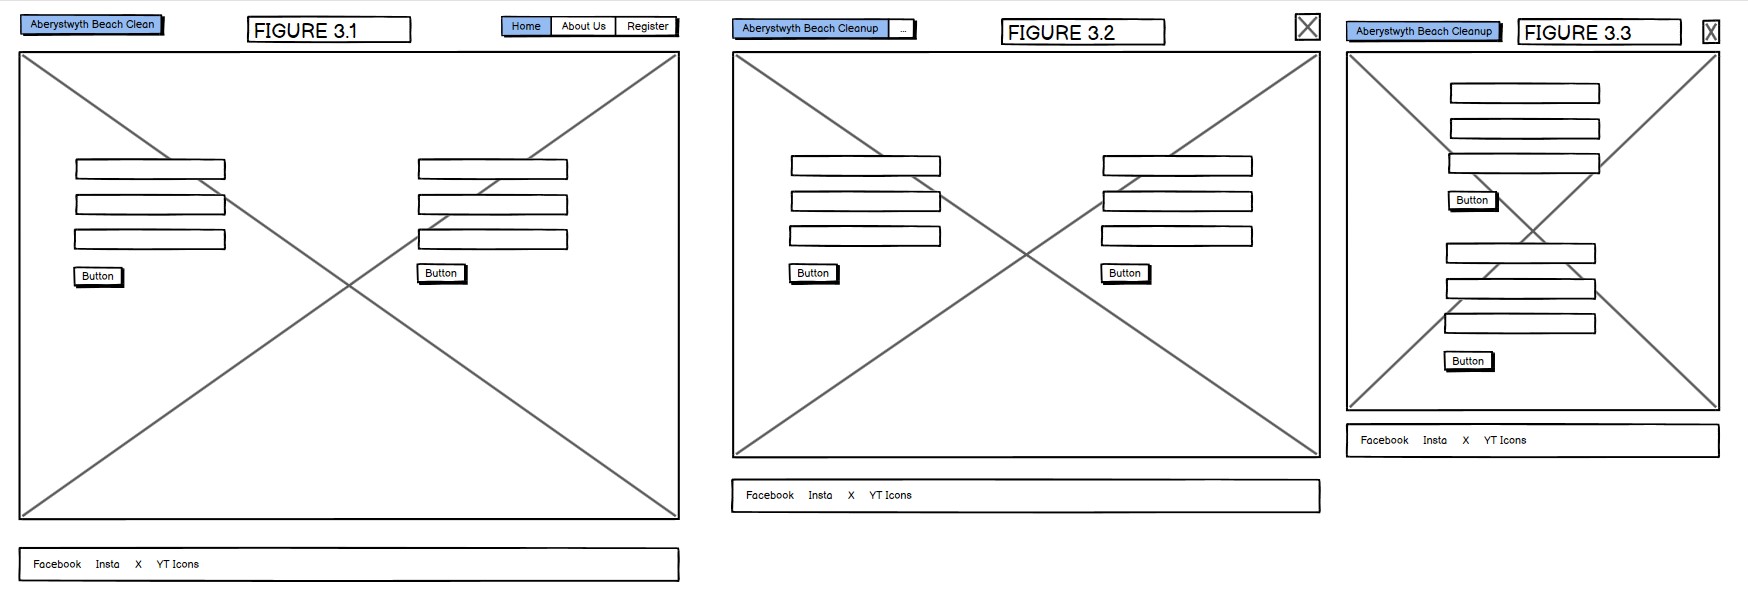 Aberystwyth Beach Clean
FIGURE 3.1
Home About Us Register
Button
Button
Facebook Insta X YT Icons
Aberystwyth Beach Cleanup ...
FIGURE 3.2
Button
Button
Facebook Insta X YT Icons
Aberystwyth Beach Cleanup
FIGURE 3.3
Button
Button
Facebook Insta X YT Icons